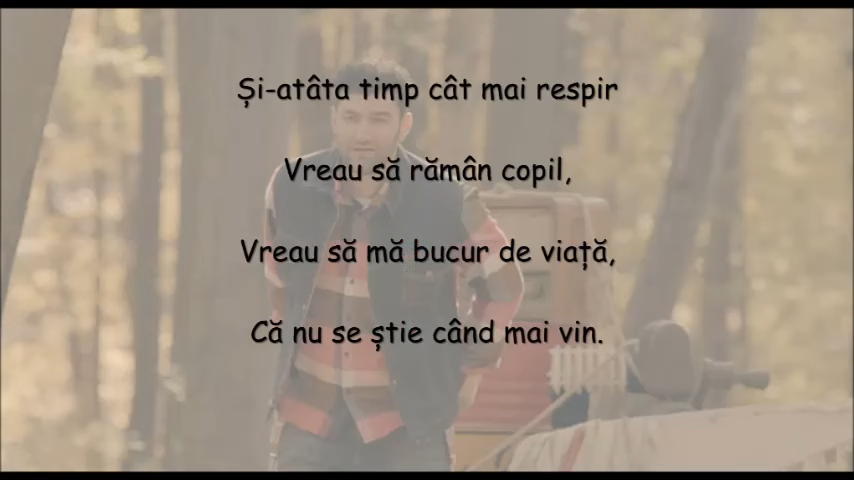 Și-atâta timp cât mai respir
Vreau să rămân copil,
Vreau să mă bucur de viață,
Că nu se știe când mai vin.